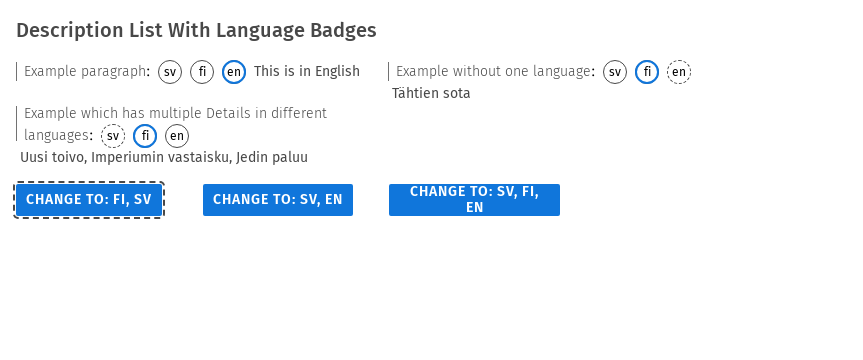 Description List With Language Badges
Example paragraph: sv fi en This is in English
Example without one language: sv fi en
Tähtien sota
Example which has multiple Details in different
languages: sv fi en
Uusi toivo, Imperiumin vastaisku, Jedin paluu
CHANGE TO: FI, SV
CHANGE TO: SV, EN
CHANGE TO: SV, FI,
EN